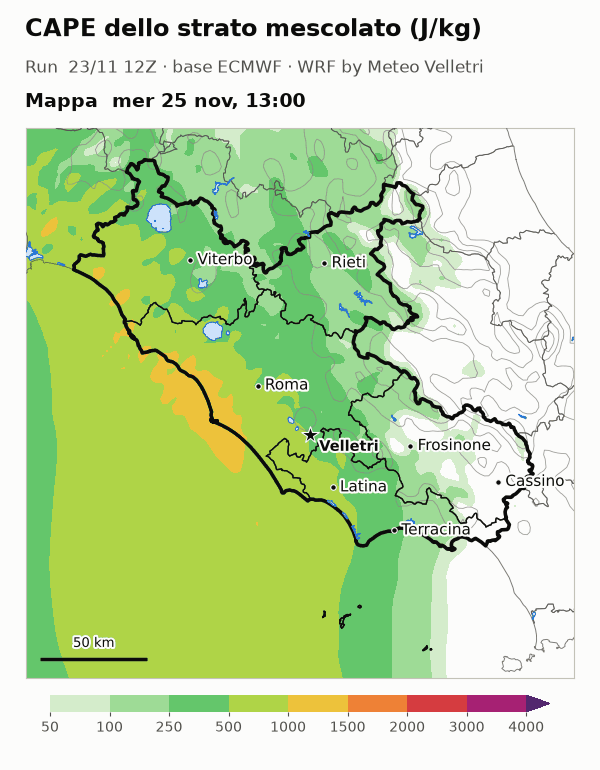 CAPE dello strato mescolato (J/kg)
Run  23/11 12Z · base ECMWF · WRF by Meteo Velletri
Mappa  mer 25 nov, 13:00
Viterbo
Rieti
Roma
Velletri
Frosinone
Cassino
Latina
Terracina
50 km
50 100 250 500 1000 1500 2000 3000 4000